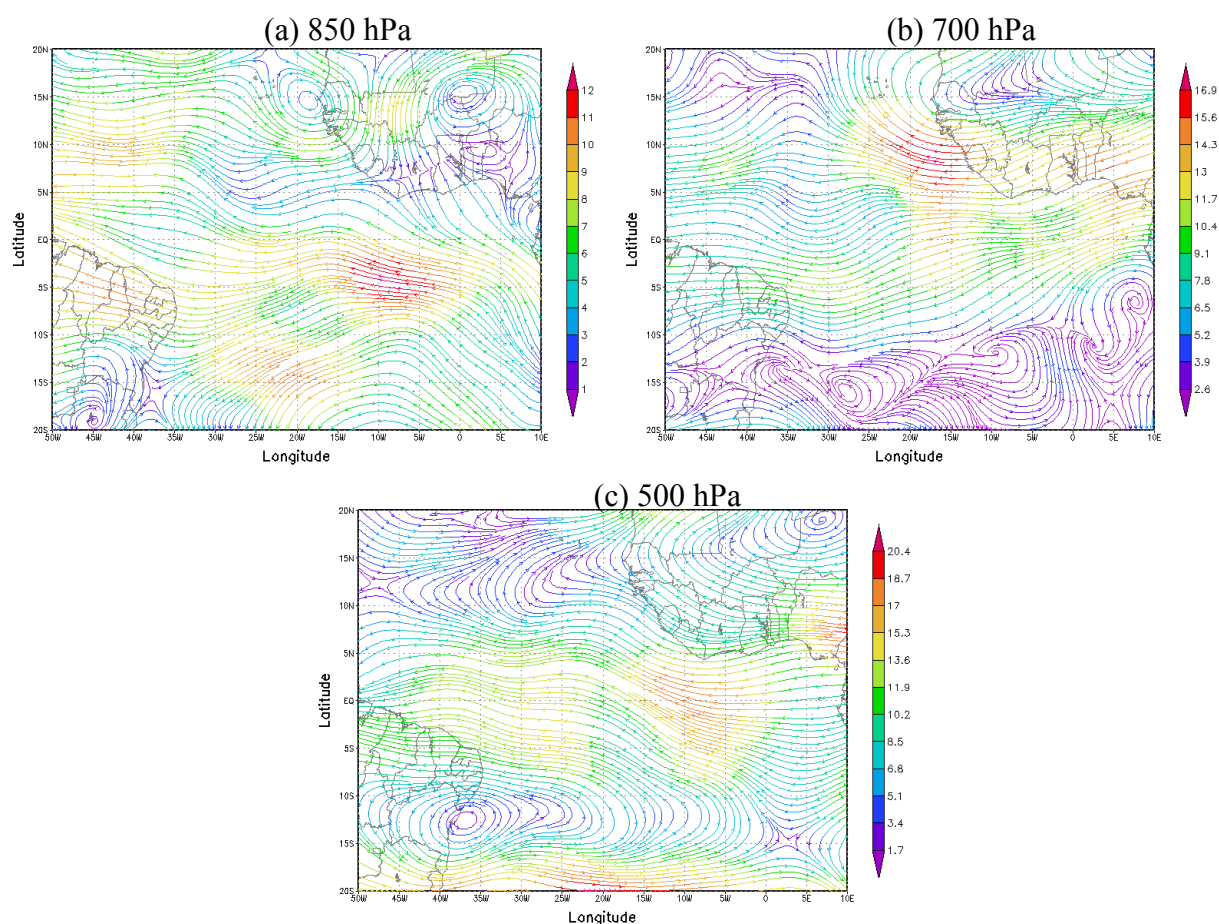 (a) 850 hPa
20N
15N
10N
5N
EQ
5S
10S
15S
20S
Latitude
50W 45W 40W 35W 30W 25W 20W 15W 10W 5W 0 5E 10E
Longitude
12
11
10
9
8
7
6
5
4
3
2
1
(b) 700 hPa
20N
15N
10N
5N
EQ
5S
10S
15S
20S
Latitude
50W 45W 40W 35W 30W 25W 20W 15W 10W 5W 0 5E 10E
Longitude
16.9
15.6
14.3
13
11.7
10.4
9.1
7.8
6.5
5.2
3.9
2.6
(c) 500 hPa
20N
15N
10N
5N
EQ
5S
10S
15S
20S
Latitude
50W 45W 40W 35W 30W 25W 20W 15W 10W 5W 0 5E 10E
Longitude
20.4
18.7
17
15.3
13.6
11.9
10.2
8.5
6.8
5.1
3.4
1.7